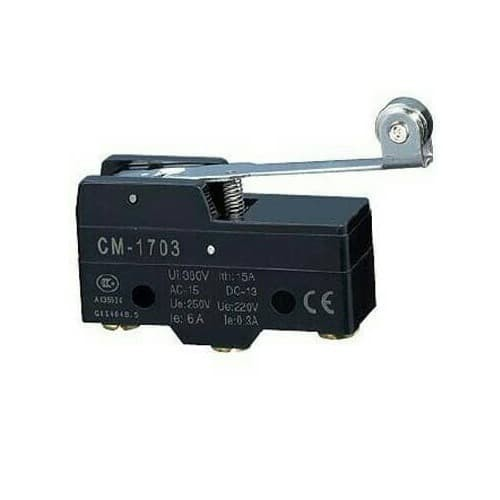 CM-1703
Ui:380V Ith:15A
AC-15 DC-13
Ue:250V Ue:220V
Ie:6A Ie:0.3A
CE